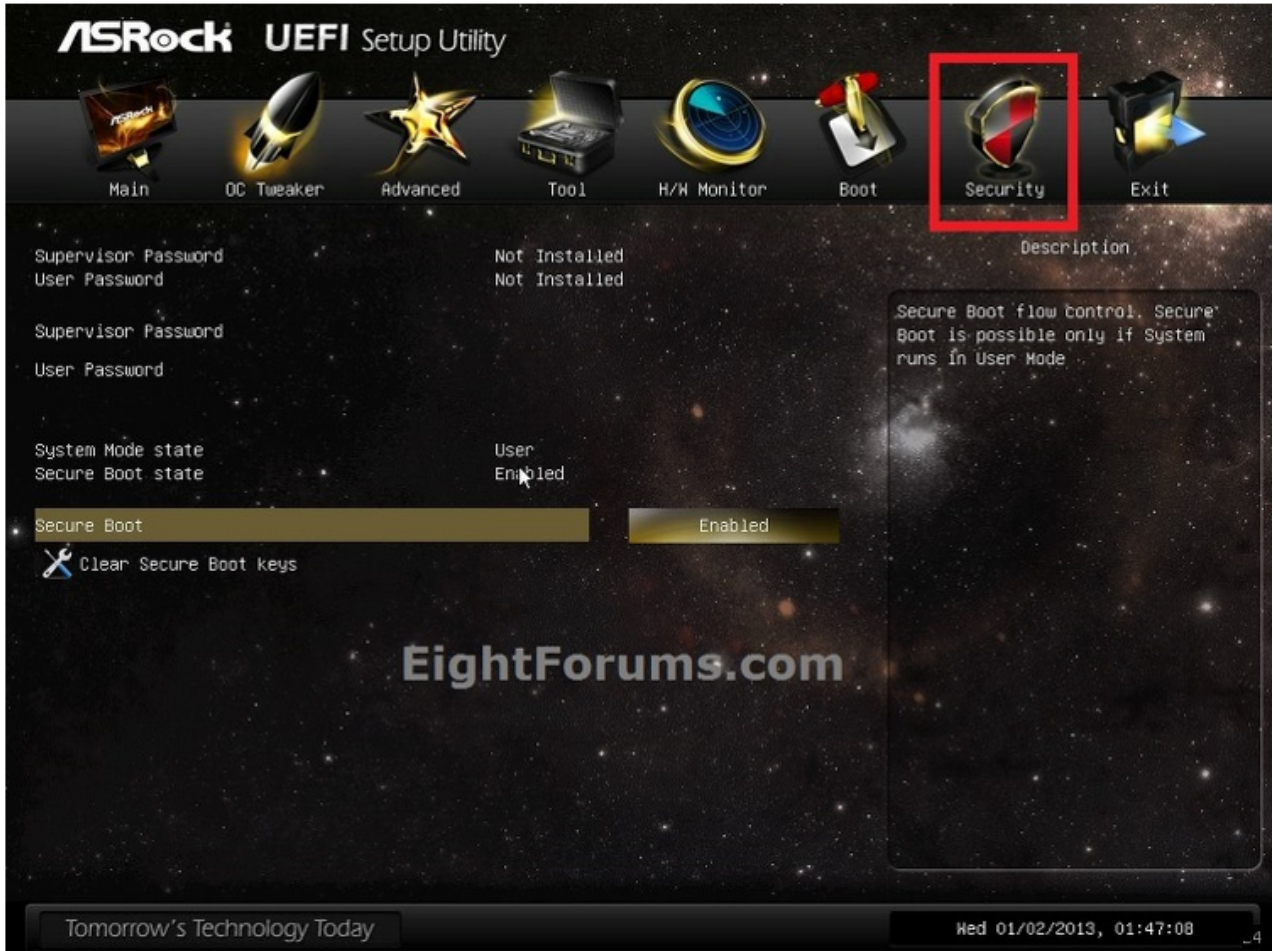 ASRock UEFI Setup Utility
ASRock
Main OC Tweaker Advanced Tool H/W Monitor Boot Security Exit
Description
Supervisor Password Not Installed
User Password Not Installed
Supervisor Password
User Password
System Mode state User
Secure Boot state Enabled
Secure Boot Enabled
Clear Secure Boot keys
Secure Boot flow control. Secure
Boot is possible only if System
runs in User Mode
EightForums.com
Tomorrow's Technology Today
Wed 01/02/2013, 01:47:08